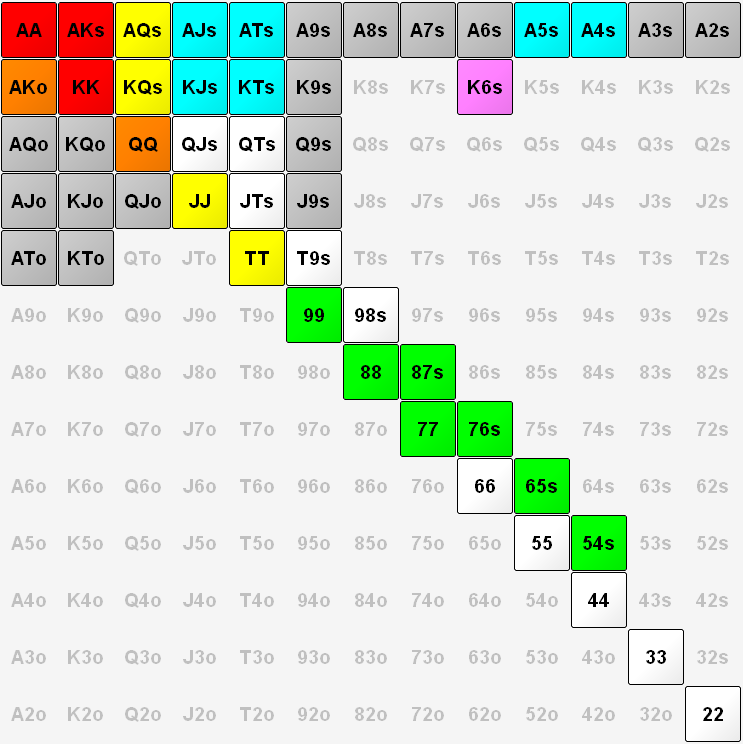 AA AKs AQs AJs ATs A9s A8s A7s A6s A5s A4s A3s A2s
AKo KK KQs KJs KTs K9s K8s K7s K6s K5s K4s K3s K2s
AQo KQo QQ QJs QTs Q9s Q8s Q7s Q6s Q5s Q4s Q3s Q2s
AJo KJo QJo JJ JTs J9s J8s J7s J6s J5s J4s J3s J2s
ATo KTo QTo JTo TT T9s T8s T7s T6s T5s T4s T3s T2s
A9o K9o Q9o J9o T9o 99 98s 97s 96s 95s 94s 93s 92s
A8o K8o Q8o J8o T8o 98o 88 87s 86s 85s 84s 83s 82s
A7o K7o Q7o J7o T7o 97o 87o 77 76s 75s 74s 73s 72s
A6o K6o Q6o J6o T6o 96o 86o 76o 66 65s 64s 63s 62s
A5o K5o Q5o J5o T5o 95o 85o 75o 65o 55 54s 53s 52s
A4o K4o Q4o J4o T4o 94o 84o 74o 64o 54o 44 43s 42s
A3o K3o Q3o J3o T3o 93o 83o 73o 63o 53o 43o 33 32s
A2o K2o Q2o J2o T2o 92o 82o 72o 62o 52o 42o 32o 22